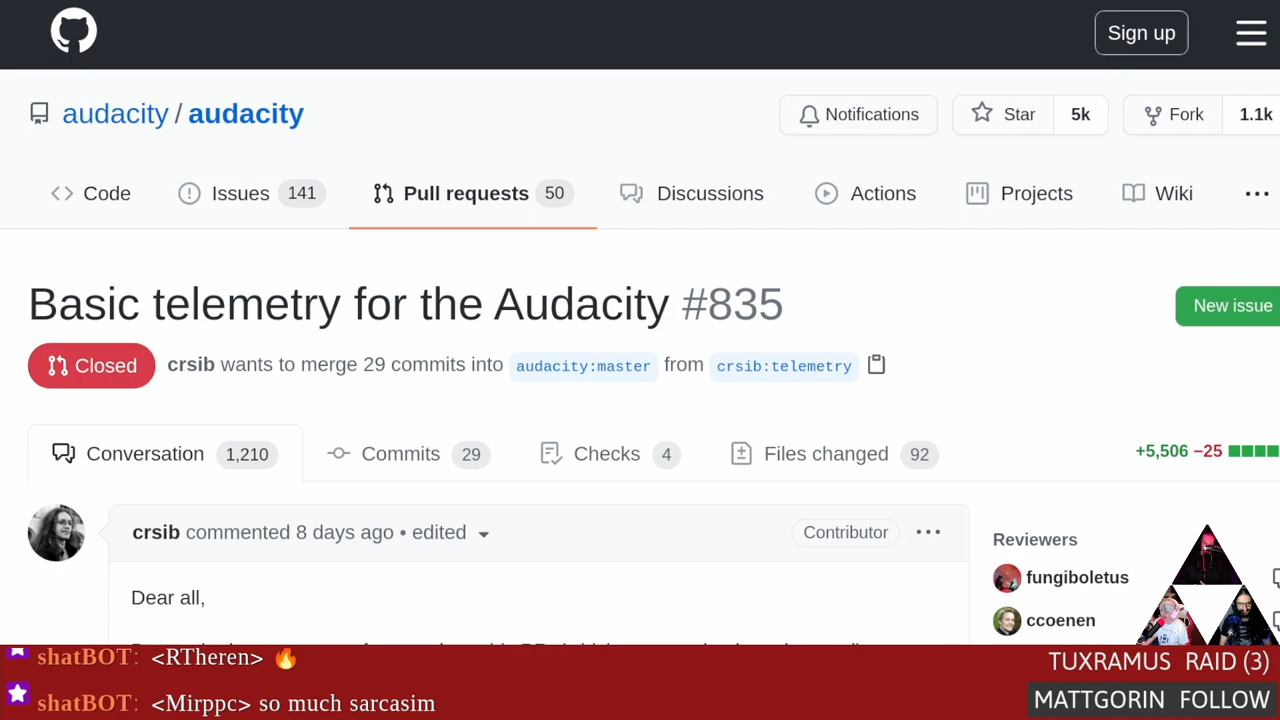 Sign up
audacity / audacity
Notifications
Star 5k
Fork 1.1k
Code
Issues 141
Pull requests 50
Discussions
Actions
Projects
Wiki
Basic telemetry for the Audacity #835
New issue
Closed
crsib wants to merge 29 commits into audacity:master from crsib:telemetry
Conversation 1,210
Commits 29
Checks 4
Files changed 92
+5,506 −25
crsib commented 8 days ago • edited
Contributor
Reviewers
fungiboletus
ccoenen
Dear all,
shatBOT: <RTheren> 🔥
shatBOT: <Mirppc> so much sarcasim
TUXRAMUS RAID (3)
MATTGORIN FOLLOW